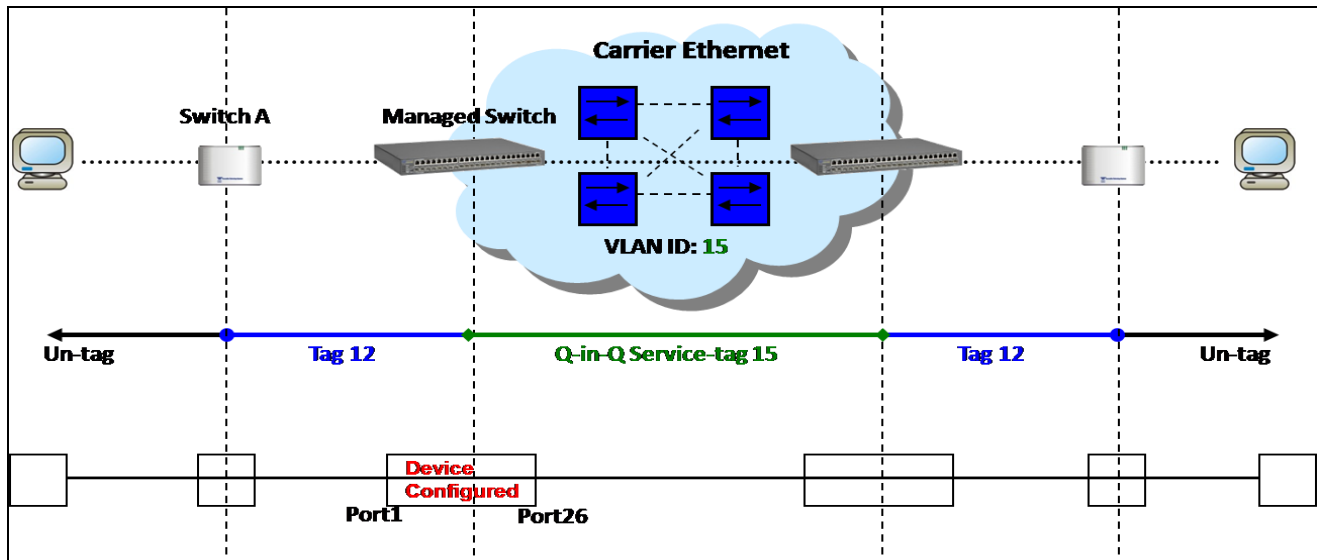 Carrier Ethernet
Switch A
Managed Switch
VLAN ID: 15
Un-tag
Tag 12
Q-in-Q Service-tag 15
Tag 12
Un-tag
Device
Configured
Port1
Port26